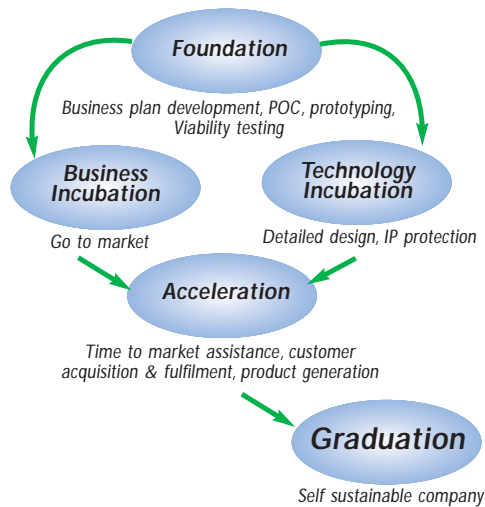 Foundation
Business plan development, POC, prototyping,
Viability testing
Business
Incubation
Go to market
Technology
Incubation
Detailed design, IP protection
Acceleration
Time to market assistance, customer
acquisition & fulfilment, product generation
Graduation
Self sustainable company